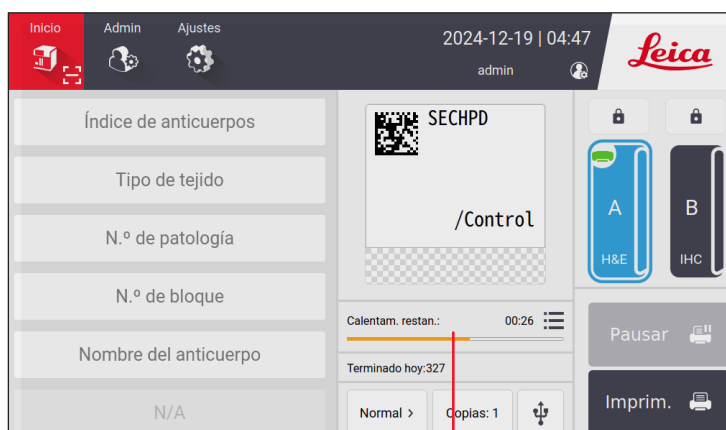 Inicio
Admin
Ajustes
2024-12-19 | 04:47
admin
Leica
Índice de anticuerpos
Tipo de tejido
N.º de patología
N.º de bloque
Nombre del anticuerpo
N/A
SECHPD
/Control
Calentam. restan.: 00:26
Terminado hoy:327
Normal >
Copias: 1
A
H&E
B
IHC
Pausar
Imprim.